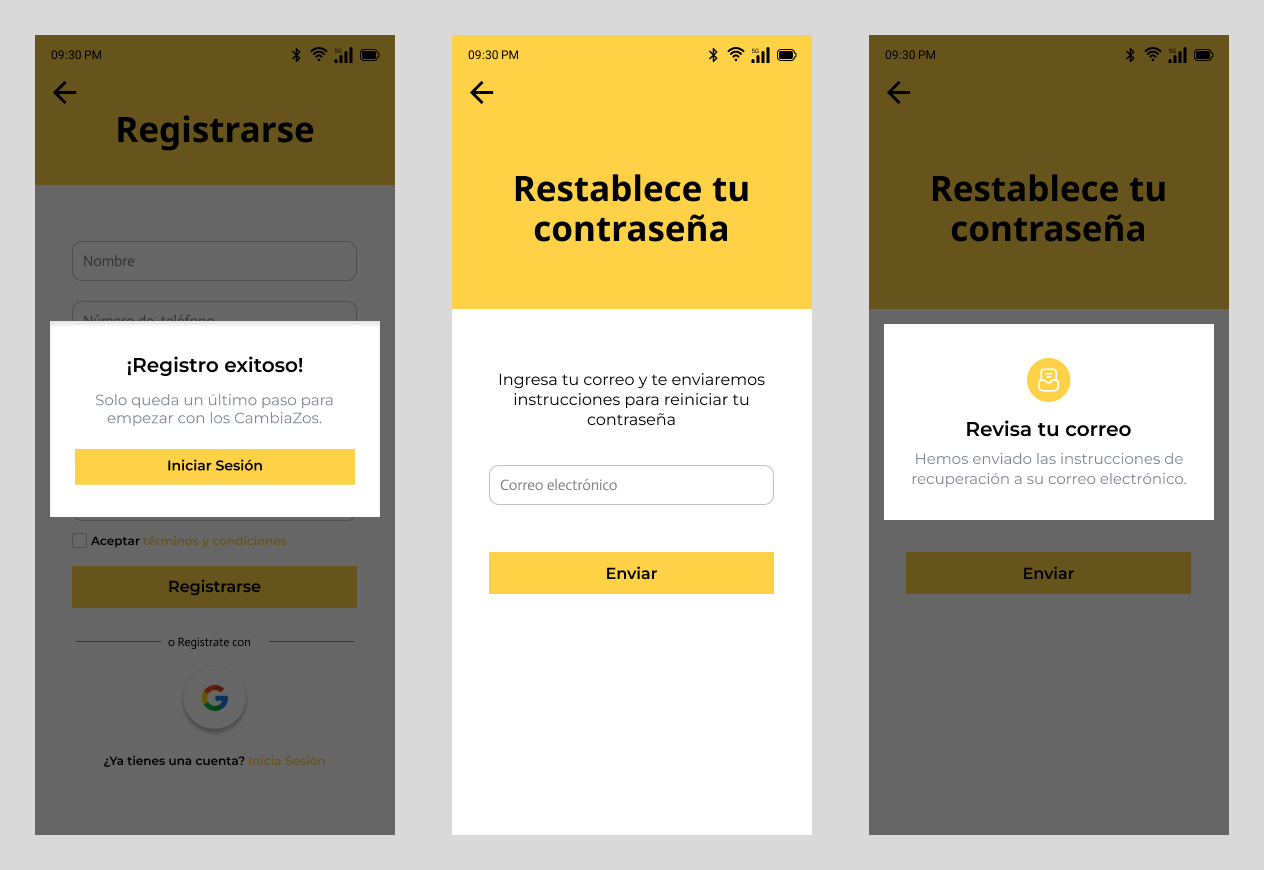 09:30 PM
5G
Registrarse
Nombre
Número de teléfono
¡Registro exitoso!
Solo queda un último paso para
empezar con los CambiaZos.
Iniciar Sesión
Aceptar términos y condiciones
Registrarse
o Registrate con
¿Ya tienes una cuenta? Inicia Sesión
09:30 PM
5G
Restablece tu
contraseña
Ingresa tu correo y te enviaremos
instrucciones para reiniciar tu
contraseña
Correo electrónico
Enviar
09:30 PM
5G
Restablece tu
contraseña
Revisa tu correo
Hemos enviado las instrucciones de
recuperación a su correo electrónico.
Enviar